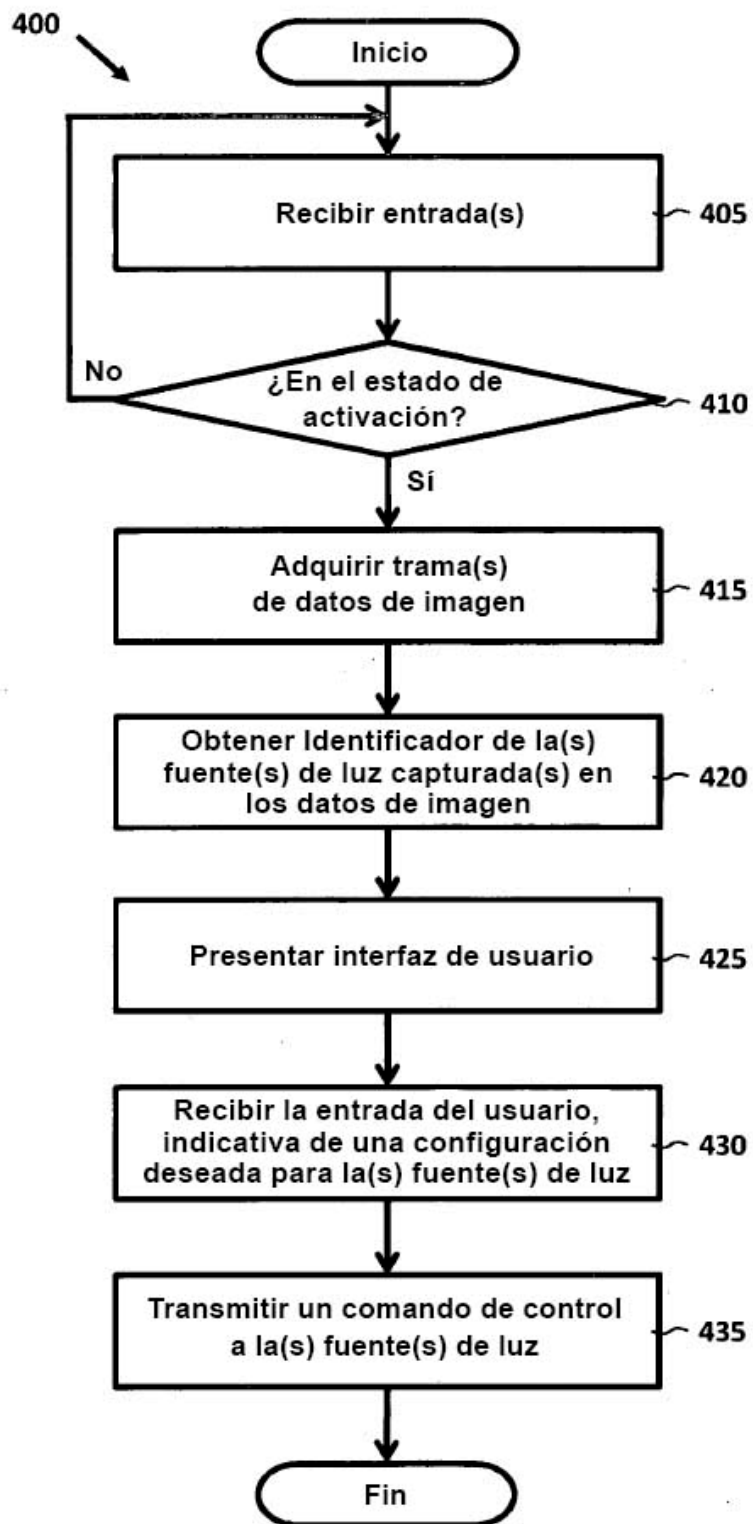 400
Inicio
Recibir entrada(s)
405
No
¿En el estado de
activación?
410
Sí
Adquirir trama(s)
de datos de imagen
415
Obtener Identificador de la(s)
fuente(s) de luz capturada(s) en
los datos de imagen
420
Presentar interfaz de usuario
425
Recibir la entrada del usuario,
indicativa de una configuración
deseada para la(s) fuente(s) de luz
430
Transmitir un comando de control
a la(s) fuente(s) de luz
435
Fin